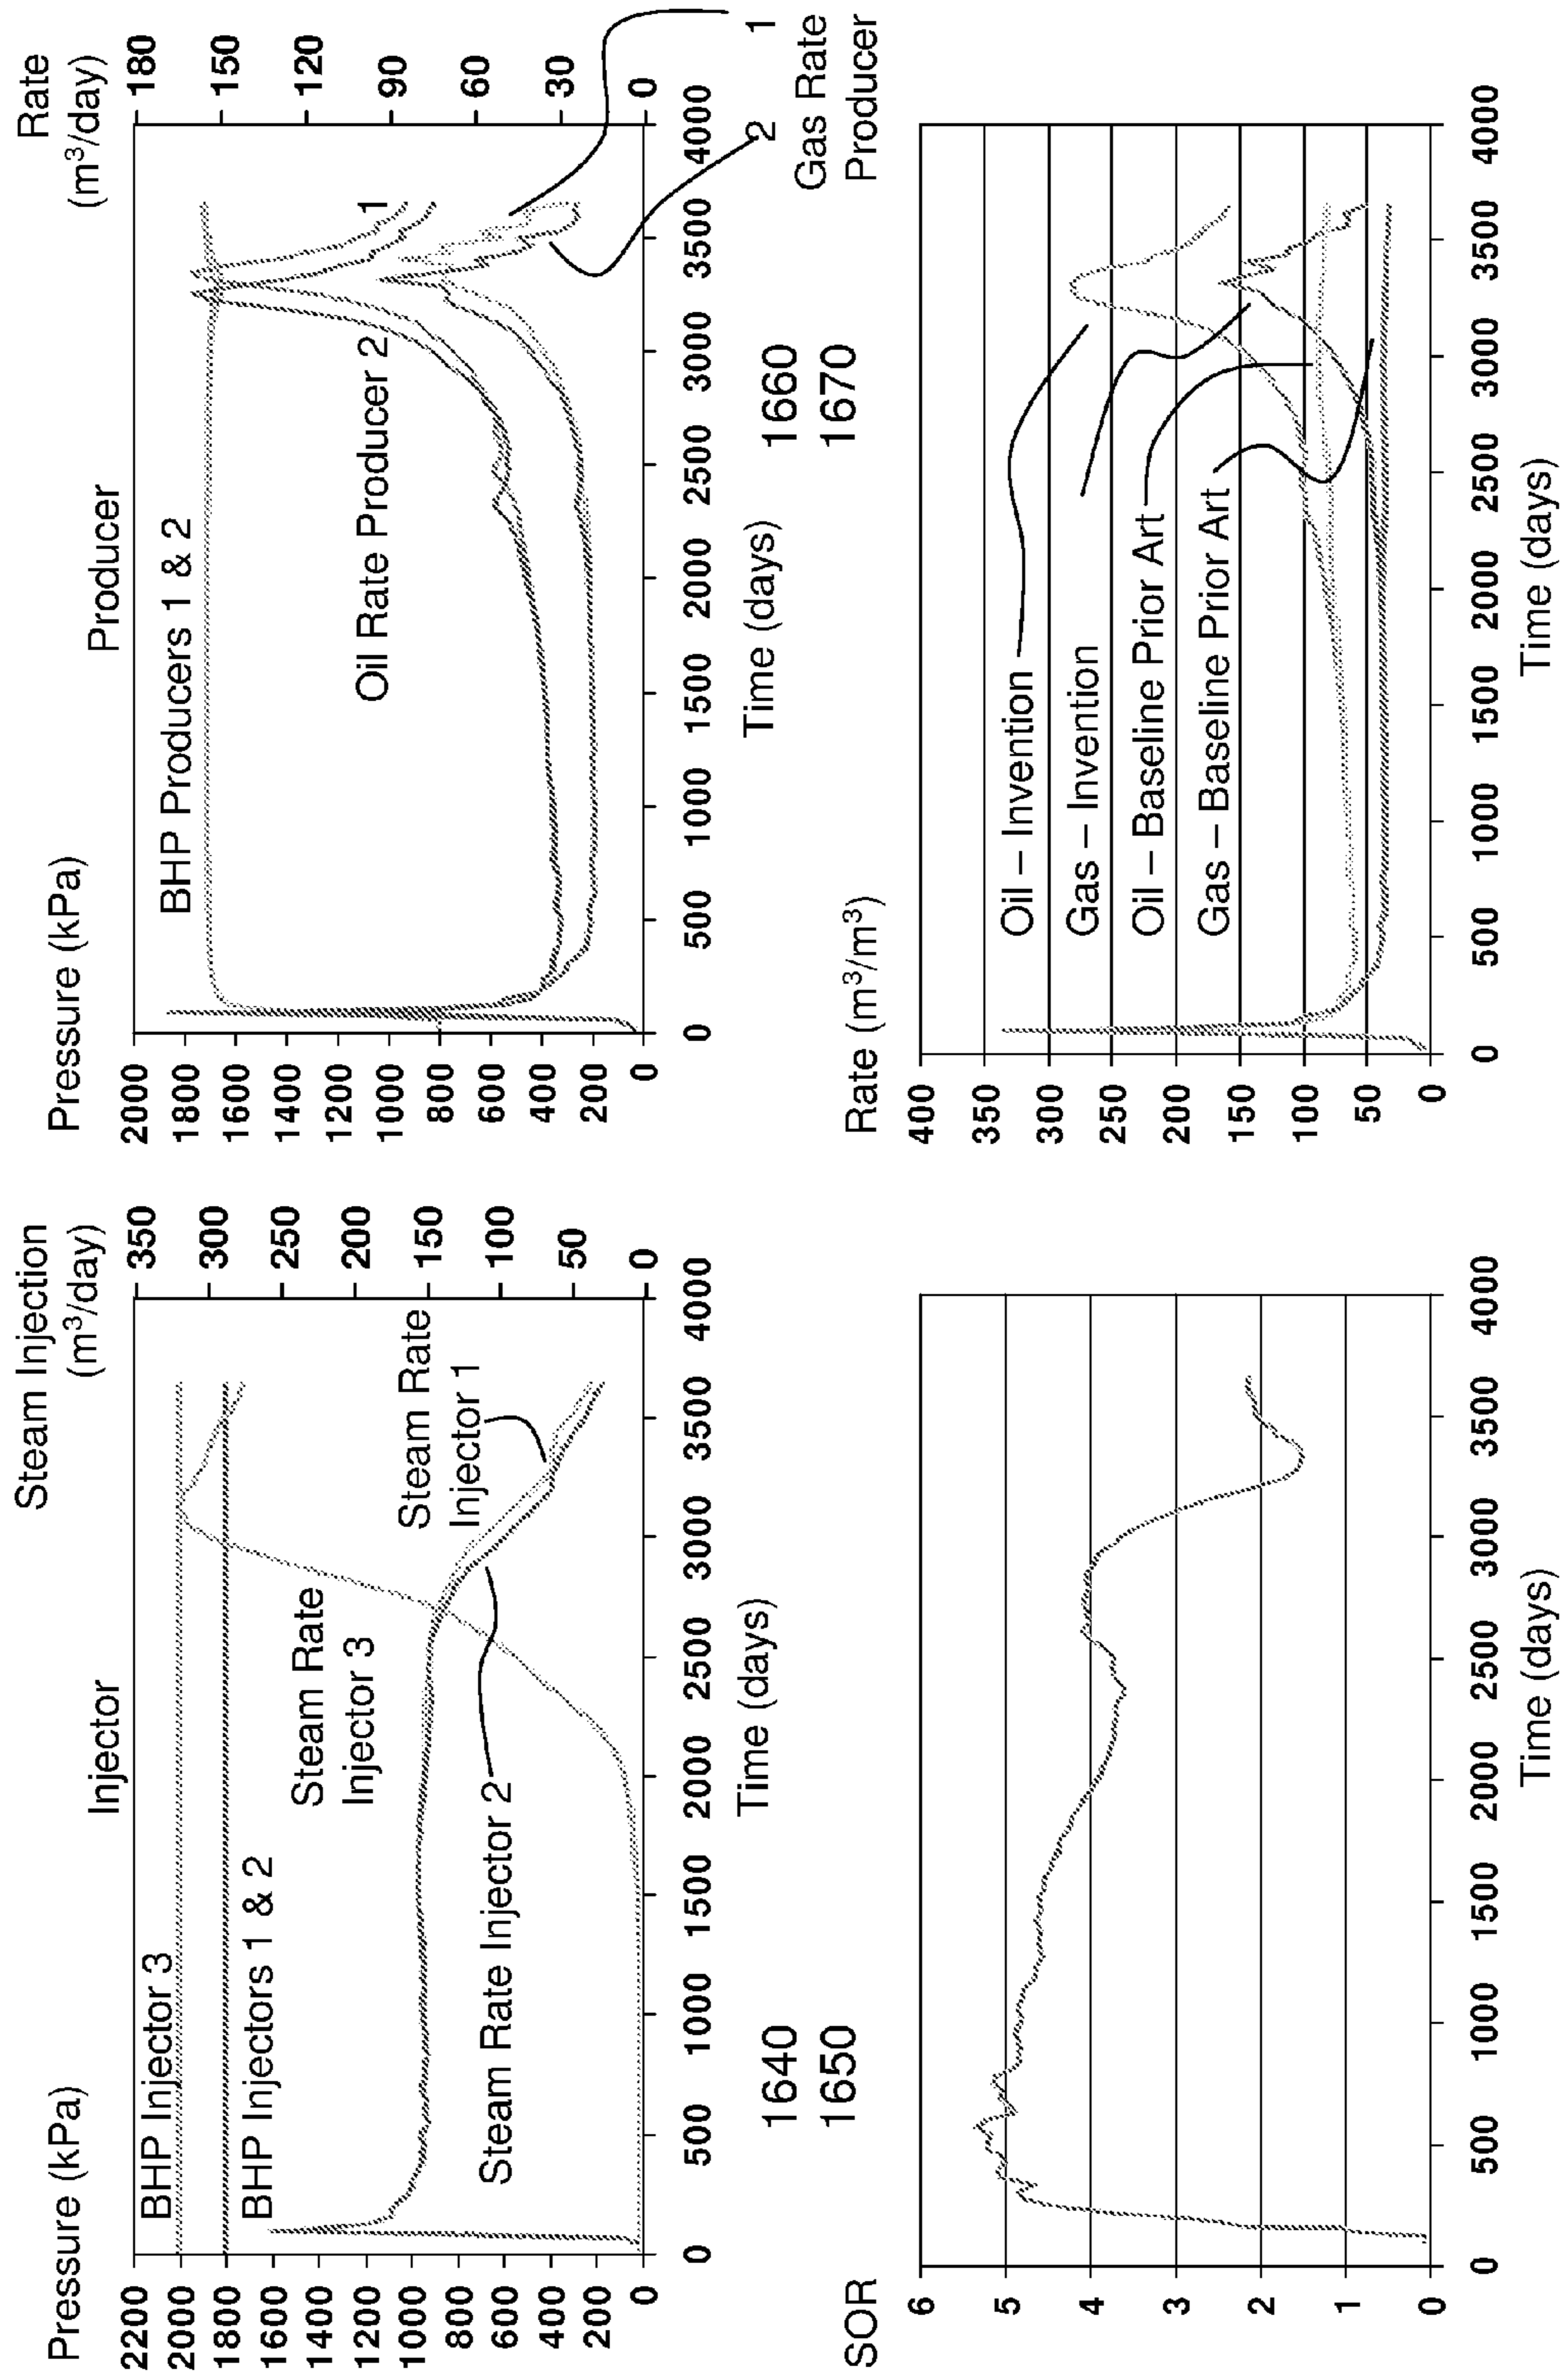 Injector
Pressure (kPa)
Steam Injection
(m³/day)
2200
2000
1800
1600
1400
1200
1000
800
600
400
200
0
350
300
250
200
150
100
50
0
BHP Injector 3
BHP Injectors 1 & 2
Steam Rate
Injector 3
Steam Rate
Injector 1
Steam Rate Injector 2
0 500 1000 1500 2000 2500 3000 3500 4000
Time (days)
1640
1650
SOR
6
5
4
3
2
1
0
0 500 1000 1500 2000 2500 3000 3500 4000
Time (days)
Producer
Pressure (kPa)
Rate
(m³/day)
2000
1800
1600
1400
1200
1000
800
600
400
200
0
180
150
120
90
60
30
0
BHP Producers 1 & 2
1
Oil Rate Producer 2
0 500 1000 1500 2000 2500 3000 3500 4000
Time (days)
2 1
Gas Rate
Producer
1660
1670
Rate (m³/m³)
400
350
300
250
200
150
100
50
0
Oil – Invention
Gas – Invention
Oil – Baseline Prior Art
Gas – Baseline Prior Art
0 500 1000 1500 2000 2500 3000 3500 4000
Time (days)